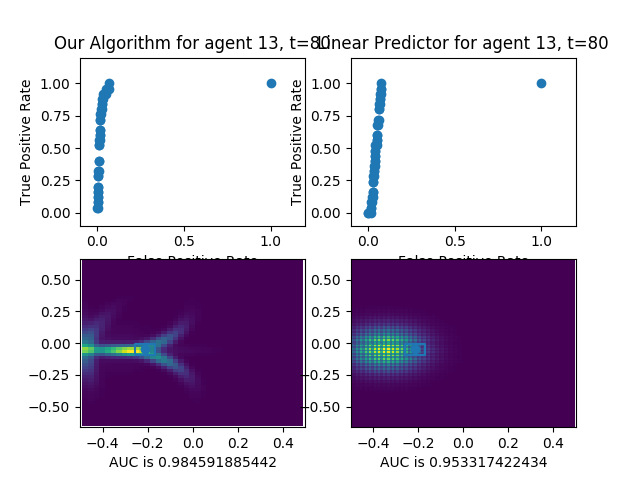 Our Algorithm for agent 13, t=80
Linear Predictor for agent 13, t=80
True Positive Rate
1.00
0.75
0.50
0.25
0.00
0.0 0.5 1.0
False Positive Rate
True Positive Rate
1.00
0.75
0.50
0.25
0.00
0.0 0.5 1.0
False Positive Rate
0.50
0.25
0.00
−0.25
−0.50
−0.4 −0.2 0.0 0.2 0.4
AUC is 0.984591885442
0.50
0.25
0.00
−0.25
−0.50
−0.4 −0.2 0.0 0.2 0.4
AUC is 0.953317422434